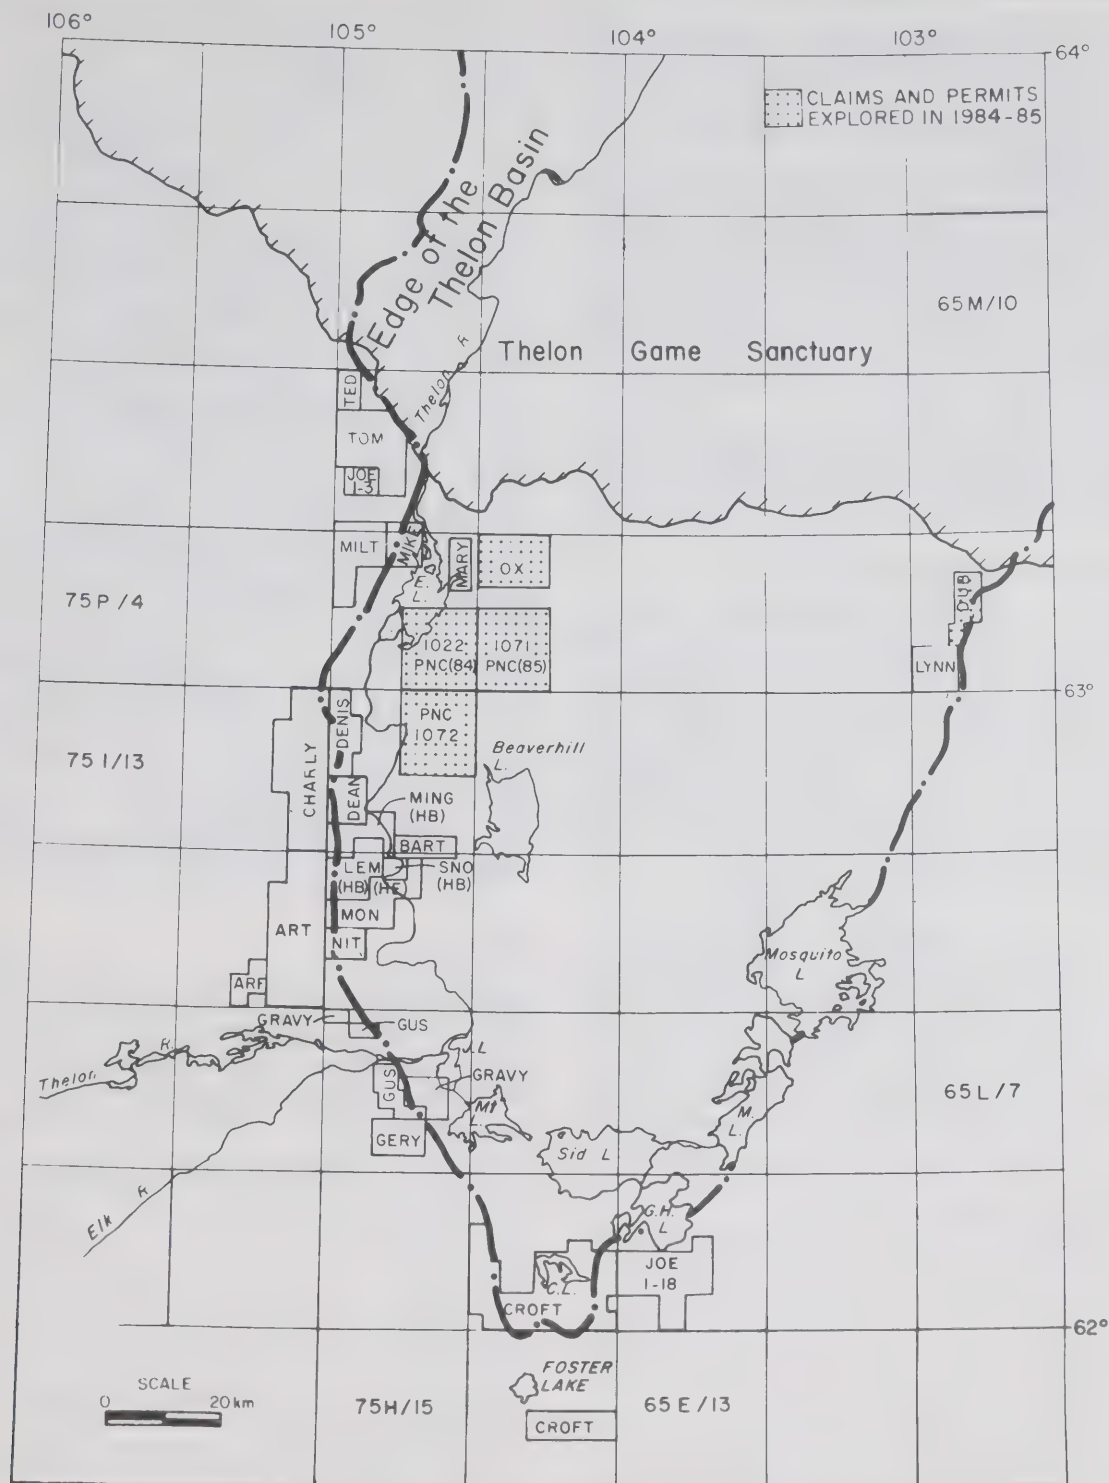 106°
105°
104°
103°
64°
CLAIMS AND PERMITS
EXPLORED IN 1984-85
Edge of the
Thelon Basin
65M/10
Thelon Game Sanctuary
Thelon R
TED
TOM
JOE
1-3
MILT
MIKE
E.
L.
MARY
OX
75P/4
1022
PNC(84)
1071
PNC(85)
LYNN
63°
PNC
1072
DENIS
CHARLY
75I/13
Beaverhill
L.
DEAN
MING
(HB)
BART
LEM
(HB)
SNO
(HB)
MON
ART
NIT
Mosquito
L
ARF
GRAVY
GUS
J.L
Thelon R.
GUS
GRAVY
Mt
L.
65L/7
M.
L.
GERY
Sid L
Elk R
G.H.
L
JOE
1-18
C.L.
CROFT
62°
FOSTER
LAKE
SCALE
0 20km
75H/15
65E/13
CROFT